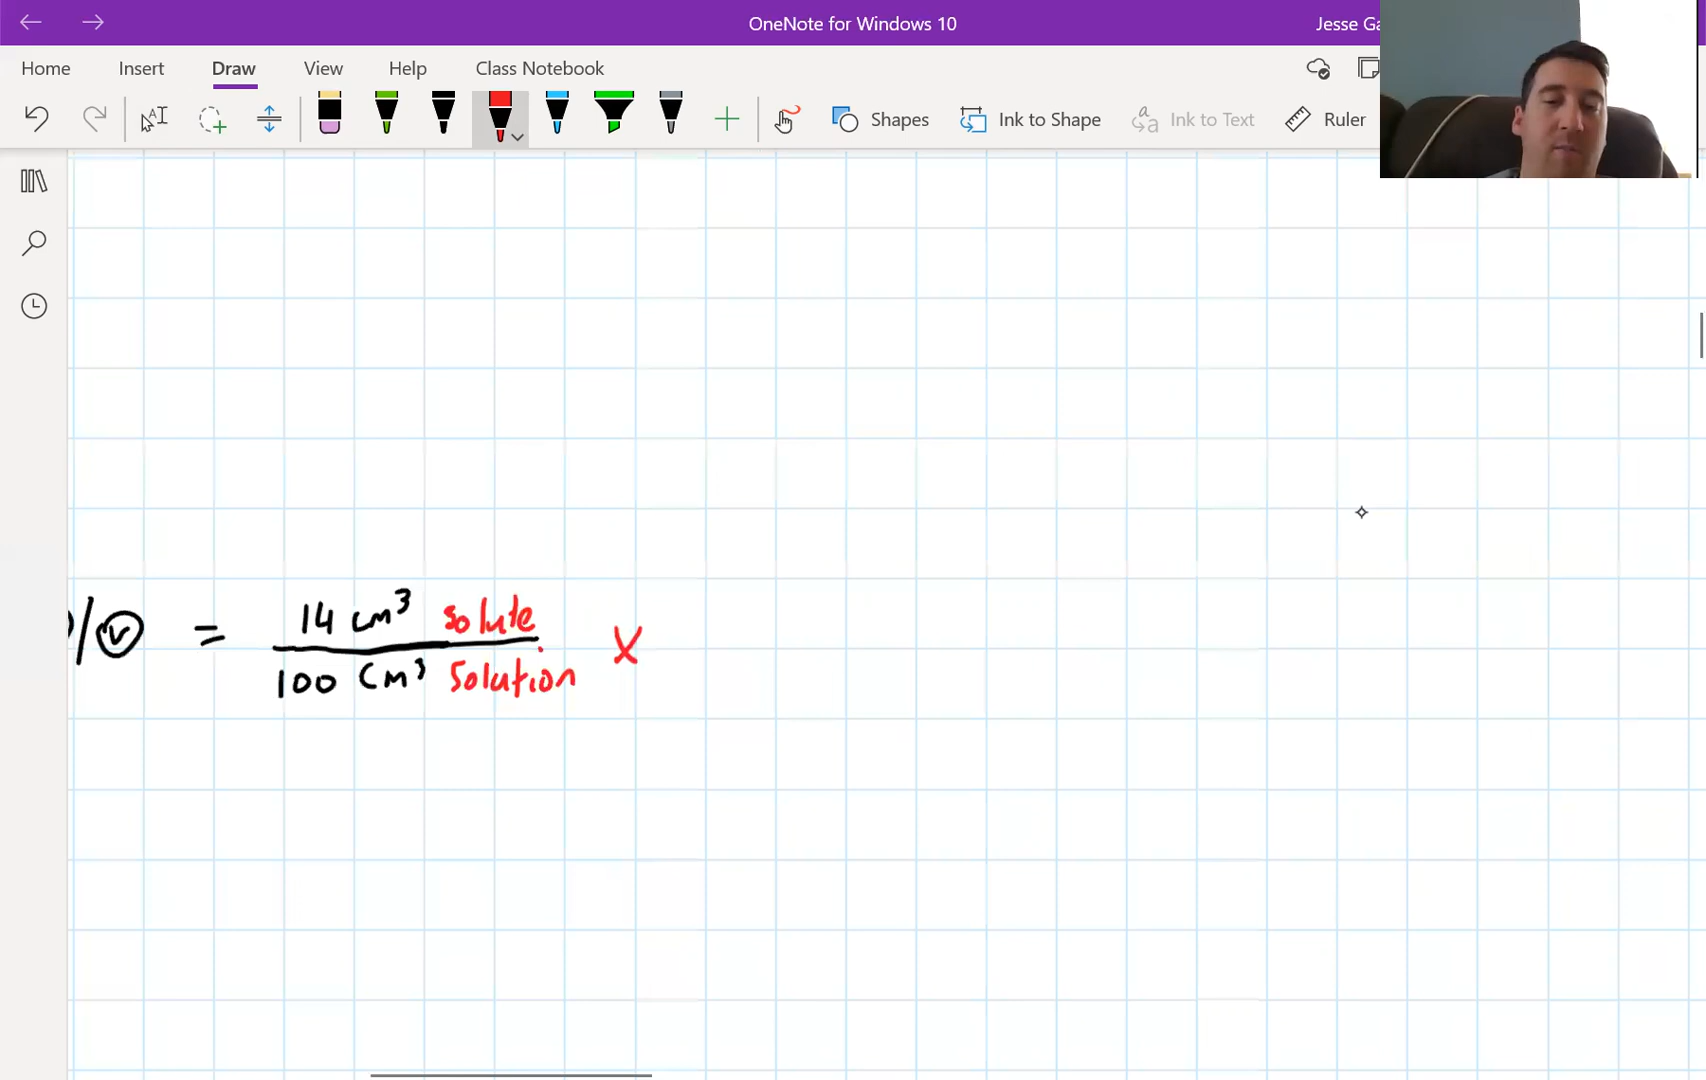 OneNote for Windows 10
Jesse Ga
Home Insert Draw View Help Class Notebook
Shapes Ink to Shape Ink to Text Ruler
/v = 14 cm³ solute
100 cm³ solution x